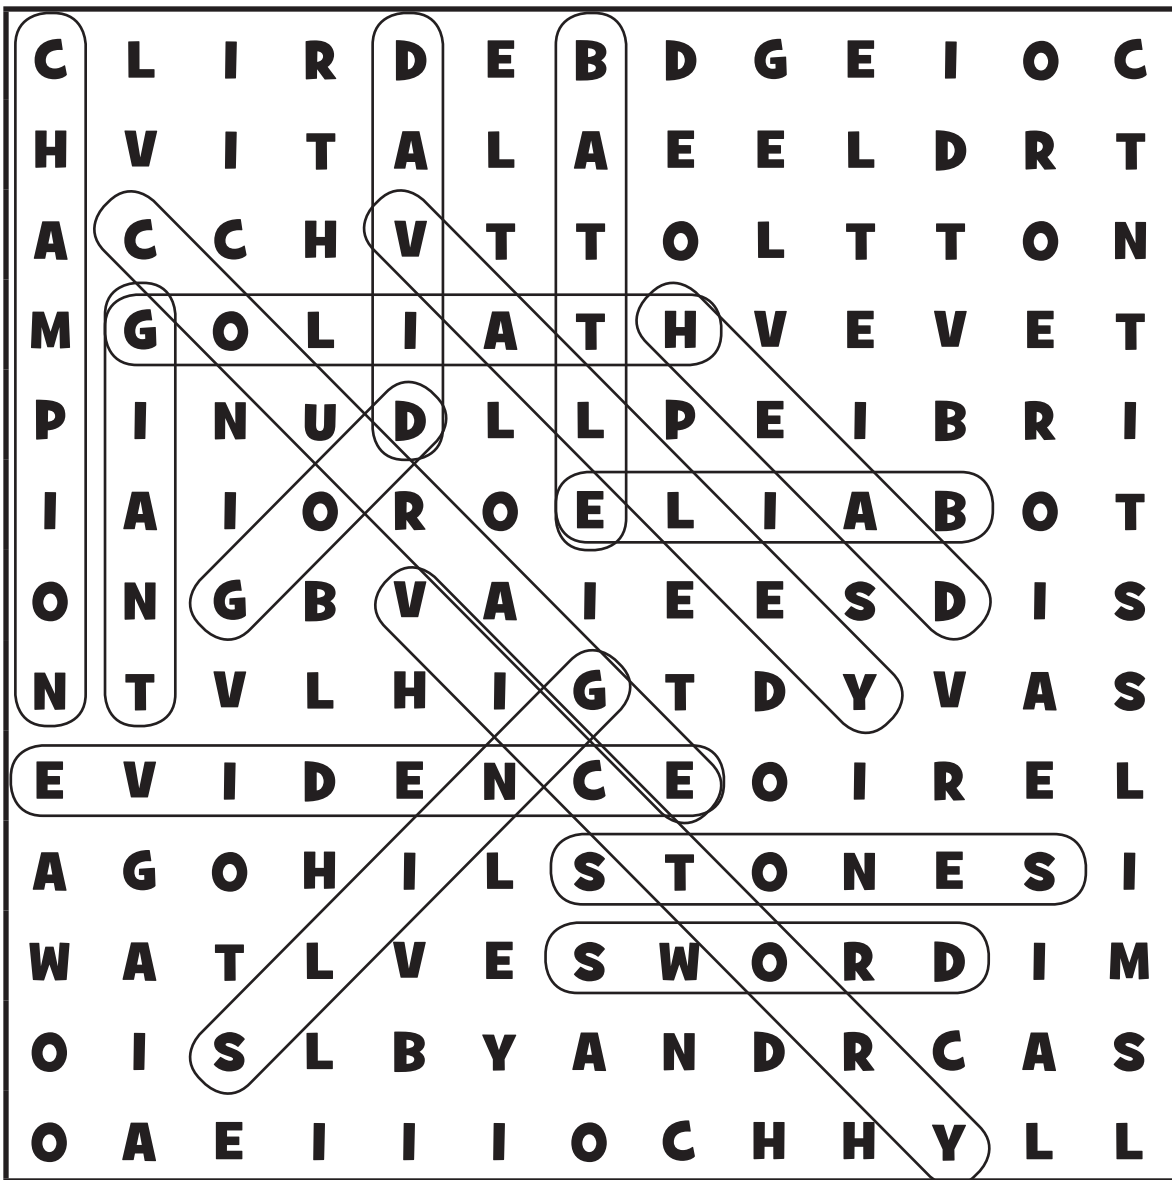 C L I R D E B D G E I O C
H V I T A L A E E L D R T
A C C H V T T O L T T O N
M G O L I A T H V E V E T
P I N U D L L P E I B R I
I A I O R O E L I A B O T
O N G B V A I E E S D I S
N T V L H I G T D Y V A S
E V I D E N C E O I R E L
A G O H I L S T O N E S I
W A T L V E S W O R D I M
O I S L B Y A N D R C A S
O A E I I I O C H H Y L L